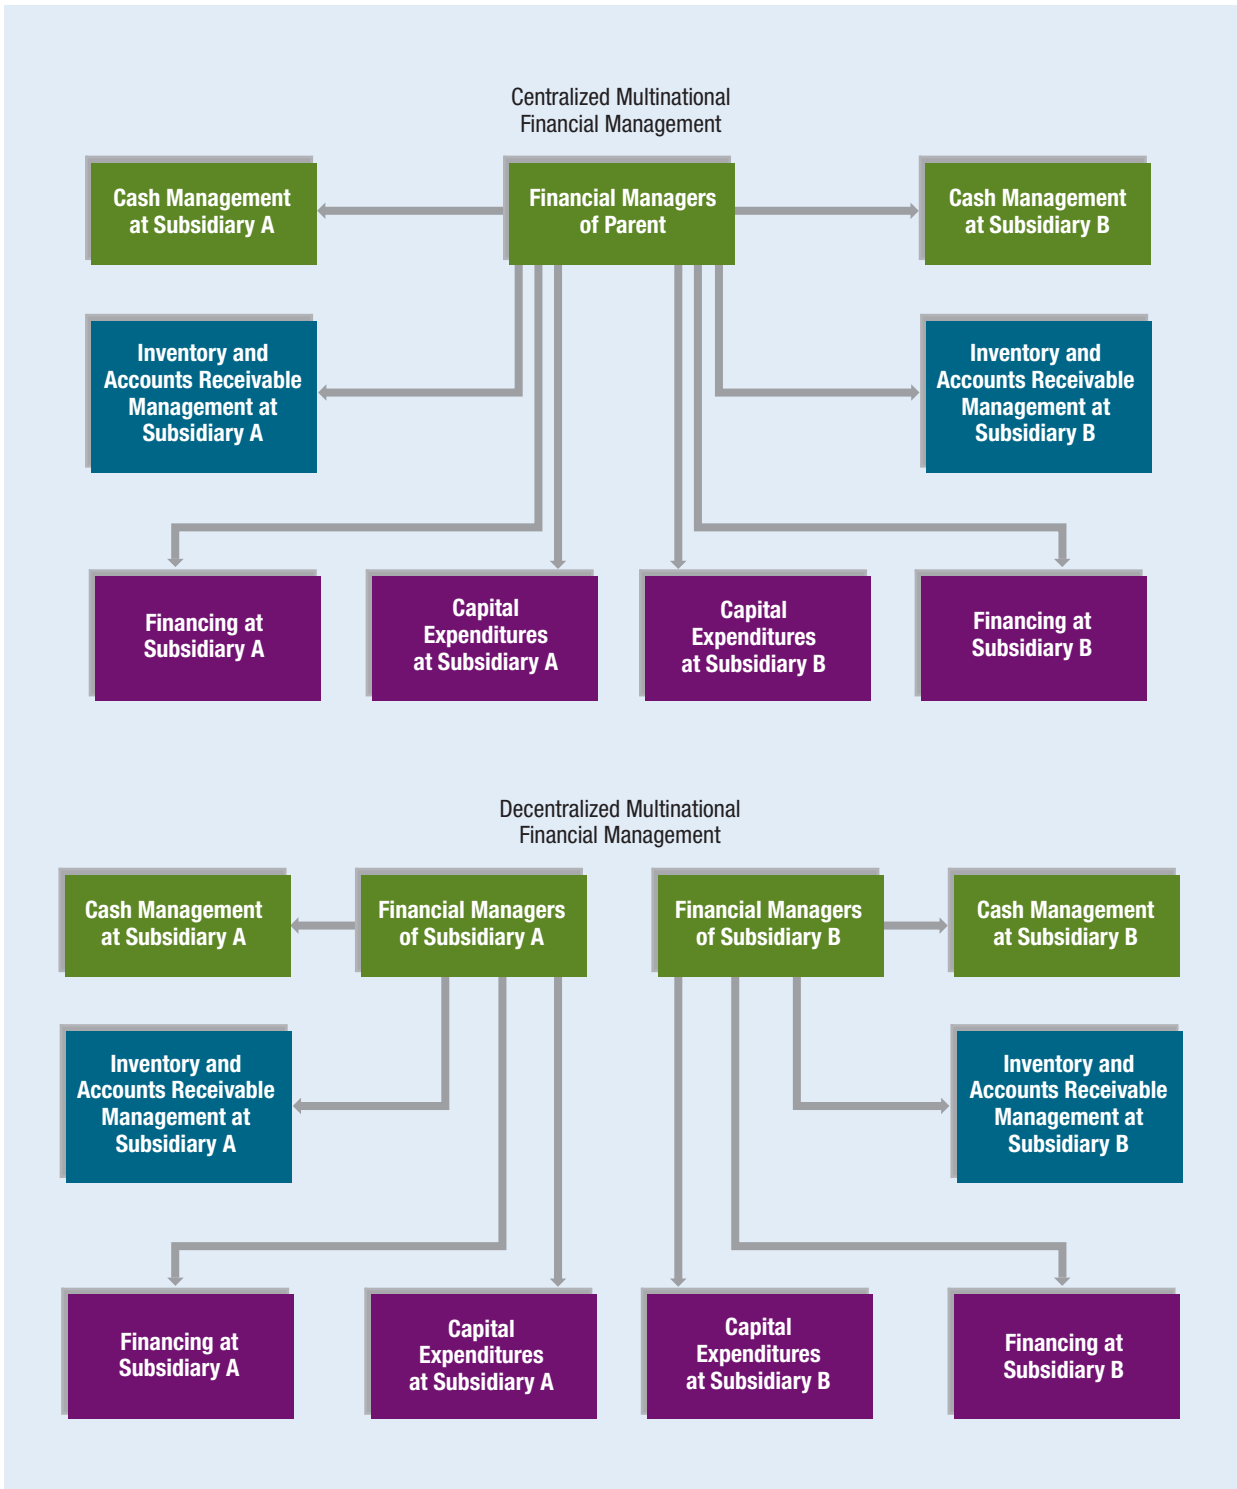 Centralized Multinational
Financial Management
Cash Management
at Subsidiary A
Financial Managers
of Parent
Cash Management
at Subsidiary B
Inventory and
Accounts Receivable
Management at
Subsidiary A
Inventory and
Accounts Receivable
Management at
Subsidiary B
Financing at
Subsidiary A
Capital
Expenditures
at Subsidiary A
Capital
Expenditures
at Subsidiary B
Financing at
Subsidiary B
Decentralized Multinational
Financial Management
Cash Management
at Subsidiary A
Financial Managers
of Subsidiary A
Financial Managers
of Subsidiary B
Cash Management
at Subsidiary B
Inventory and
Accounts Receivable
Management at
Subsidiary A
Inventory and
Accounts Receivable
Management at
Subsidiary B
Financing at
Subsidiary A
Capital
Expenditures
at Subsidiary A
Capital
Expenditures
at Subsidiary B
Financing at
Subsidiary B